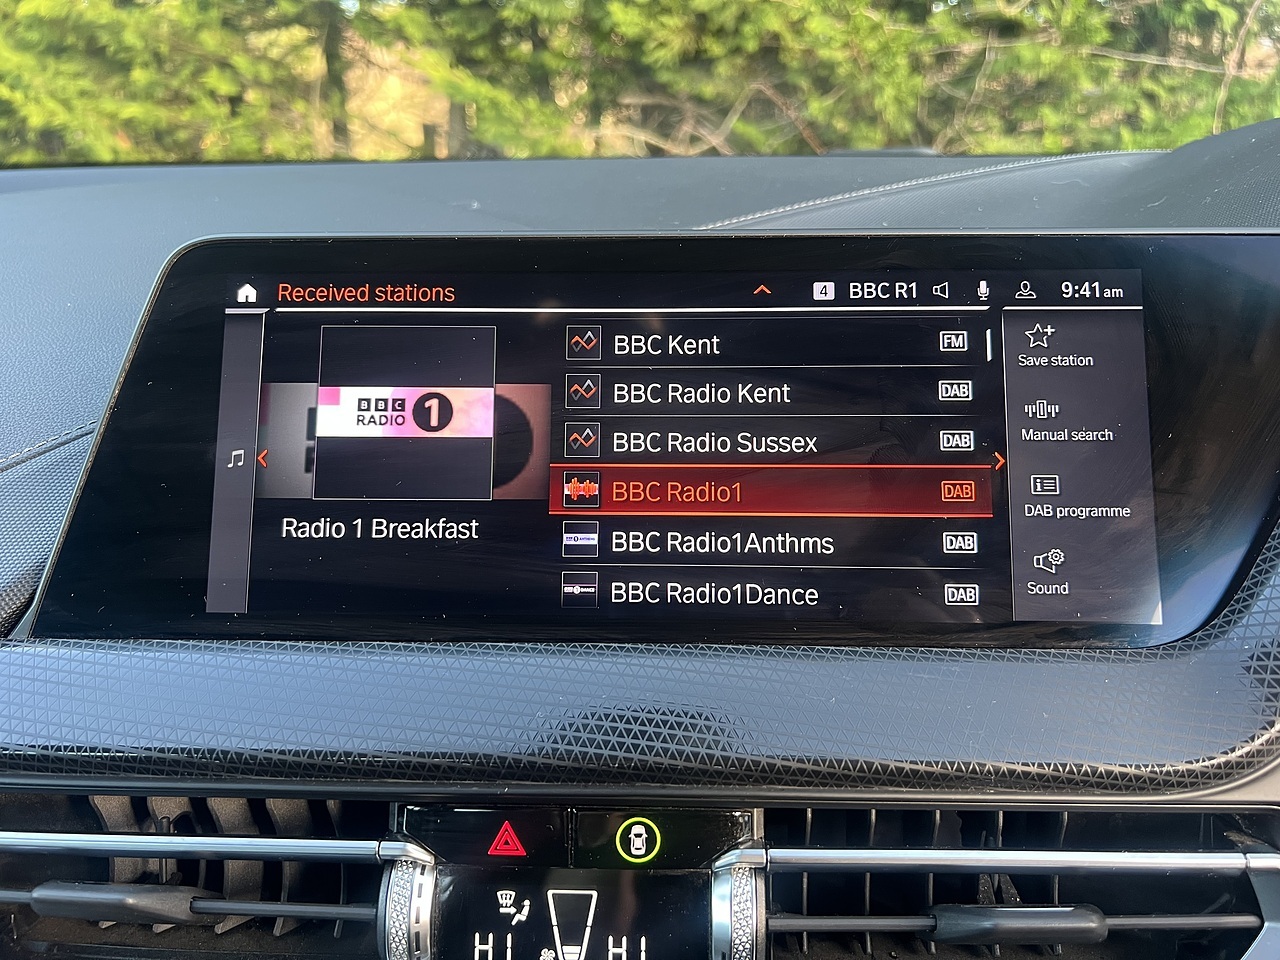 Received stations
4 BBC R1 9:41am
BBC RADIO 1
Radio 1 Breakfast
BBC Kent FM
BBC Radio Kent DAB
BBC Radio Sussex DAB
BBC Radio1 DAB
BBC Radio1Anthms DAB
BBC Radio1Dance DAB
Save station
Manual search
DAB programme
Sound
HI HI